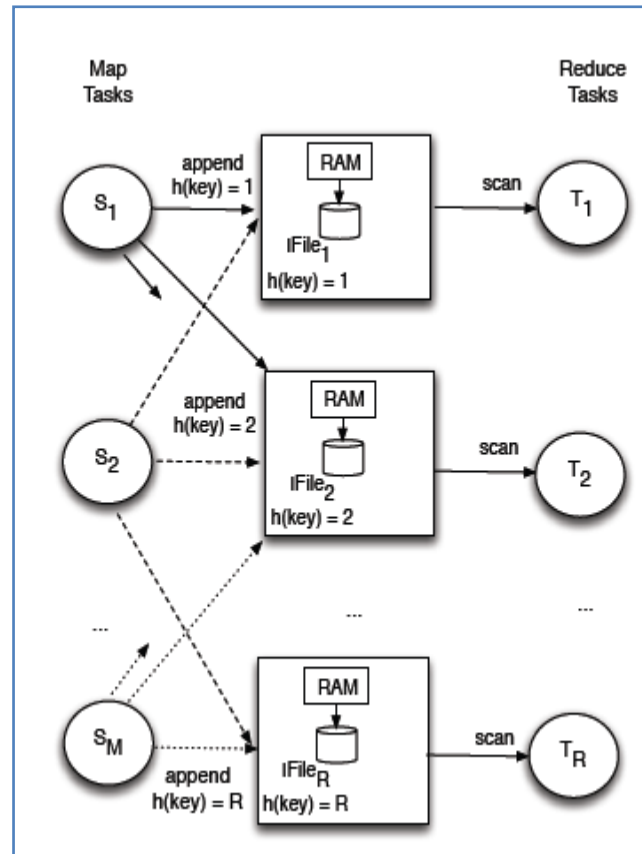 Map
Tasks
Reduce
Tasks
append
h(key) = 1
RAM
IFile1
h(key) = 1
scan
S1
T1
append
h(key) = 2
RAM
IFile2
h(key) = 2
scan
S2
T2
...
...
...
SM
append
h(key) = R
RAM
IFileR
h(key) = R
scan
TR